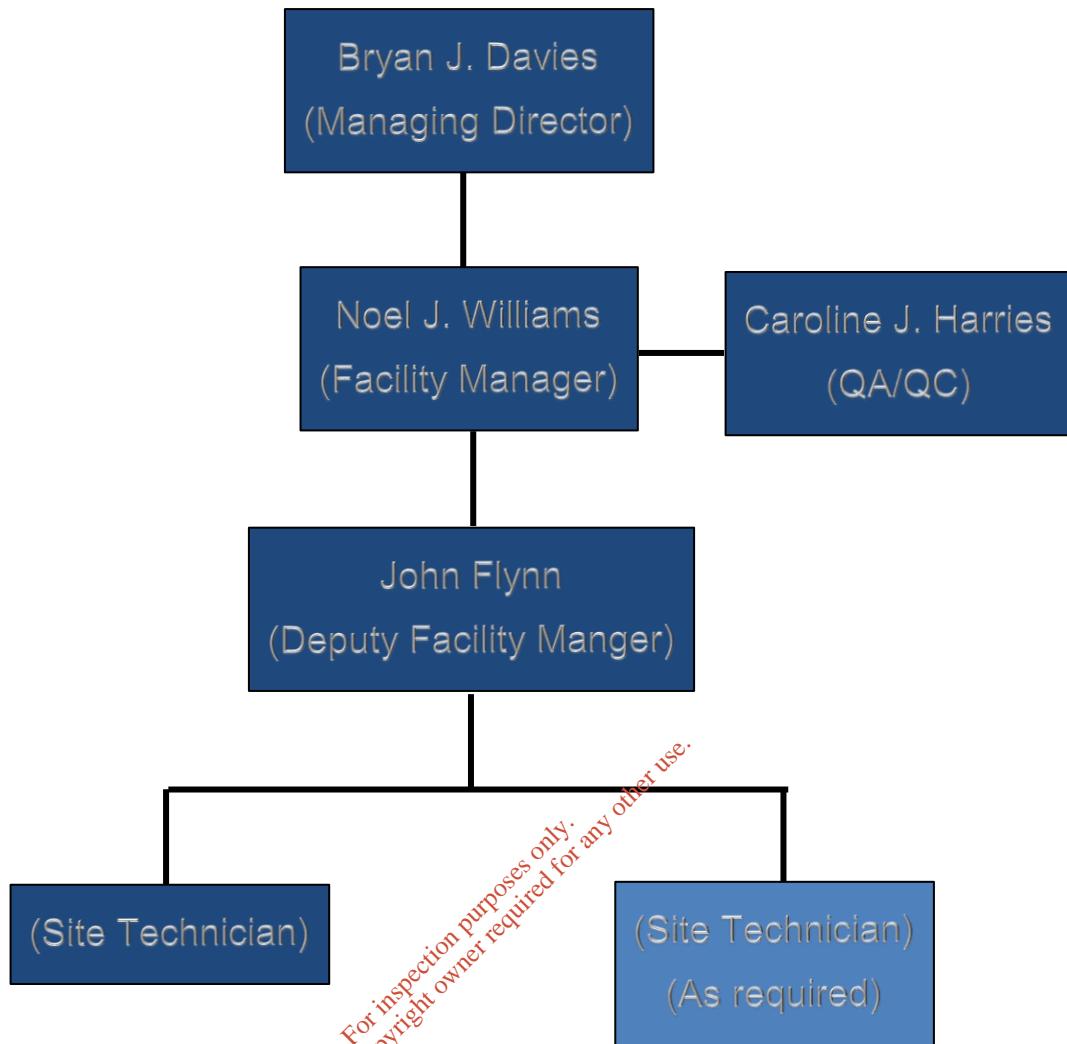 Bryan J. Davies
(Managing Director)
Noel J. Williams
(Facility Manager)
Caroline J. Harries
(QA/QC)
John Flynn
(Deputy Facility Manger)
(Site Technician)
(Site Technician)
(As required)
For inspection purposes only.
owner required for any other use.